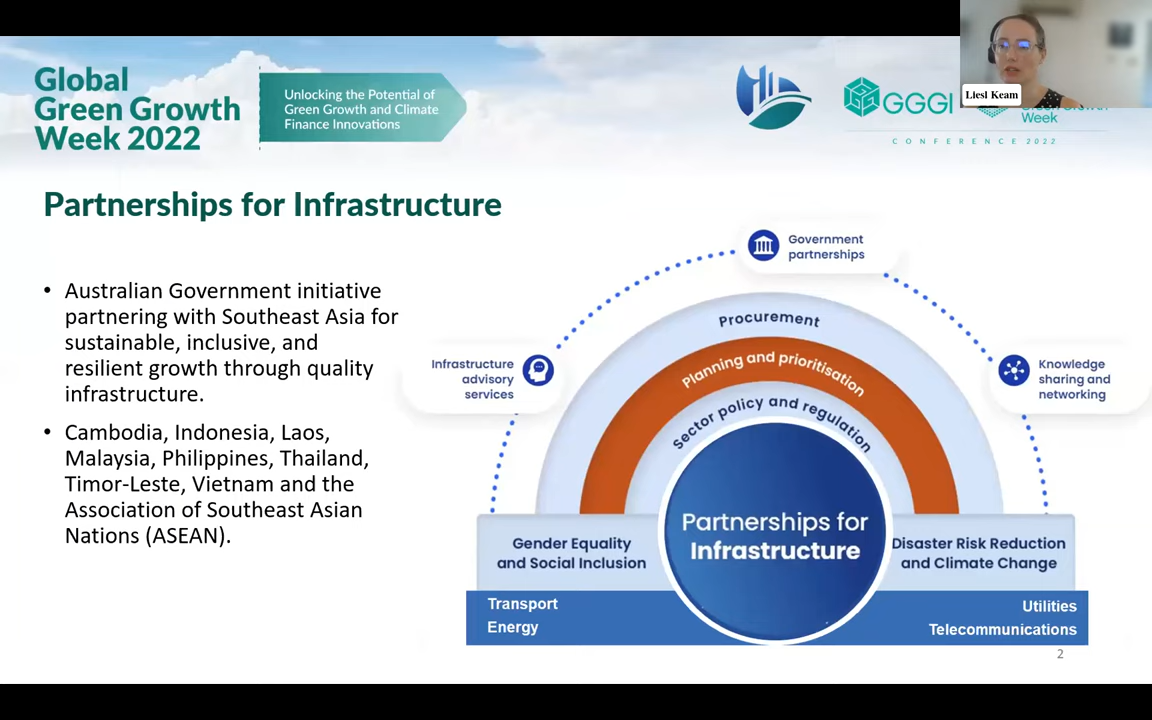 Global
Green Growth
Week 2022
Unlocking the Potential of
Green Growth and Climate
Finance Innovations
GGGI
Week
CONFERENCE 2022
Liesl Keam
Partnerships for Infrastructure
• Australian Government initiative
partnering with Southeast Asia for
sustainable, inclusive, and
resilient growth through quality
infrastructure.
• Cambodia, Indonesia, Laos,
Malaysia, Philippines, Thailand,
Timor-Leste, Vietnam and the
Association of Southeast Asian
Nations (ASEAN).
Government
partnerships
Infrastructure
advisory
services
Knowledge
sharing and
networking
Procurement
Planning and prioritisation
Sector policy and regulation
Partnerships for
Infrastructure
Gender Equality
and Social Inclusion
Disaster Risk Reduction
and Climate Change
Transport
Energy
Utilities
Telecommunications
2